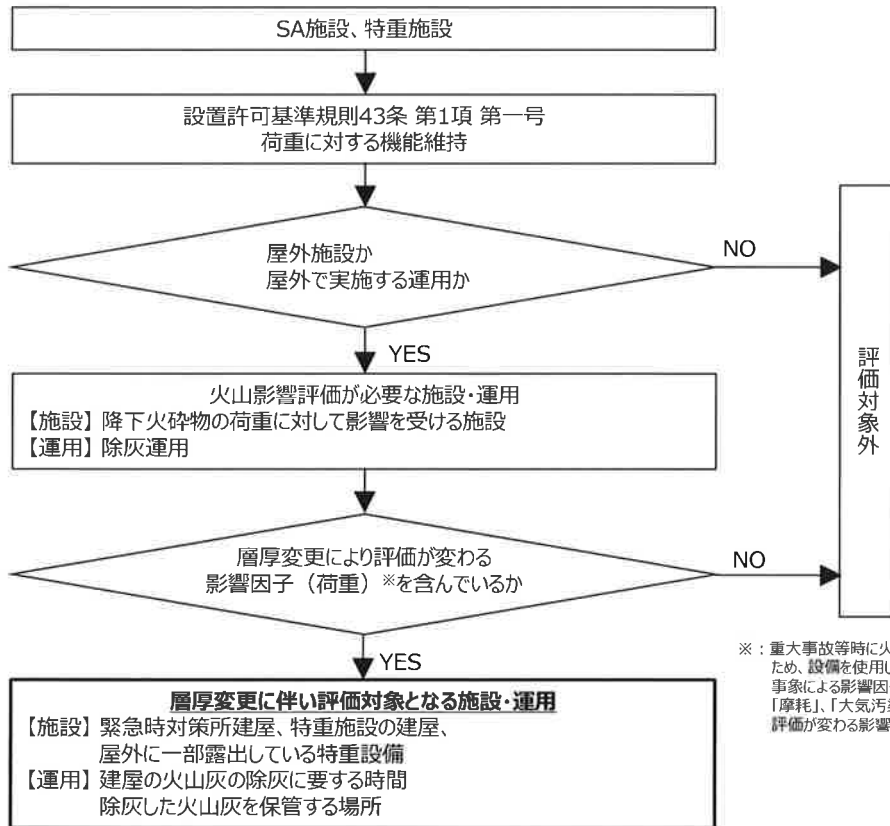 SA施設、特重施設
設置許可基準規則43条 第1項 第一号
荷重に対する機能維持
屋外施設か
屋外で実施する運用か
NO
YES
評価対象外
火山影響評価が必要な施設・運用
【施設】降下火砕物の荷重に対して影響を受ける施設
【運用】除灰運用
層厚変更により評価が変わる
影響因子（荷重）※を含んでいるか
NO
YES
※：重大事故等時に火
ため、設備を使用し
事象による影響因
「摩耗」、「大気汚
評価が変わる影響
層厚変更に伴い評価対象となる施設・運用
【施設】緊急時対策所建屋、特重施設の建屋、
屋外に一部露出している特重設備
【運用】建屋の火山灰の除灰に要する時間
除灰した火山灰を保管する場所